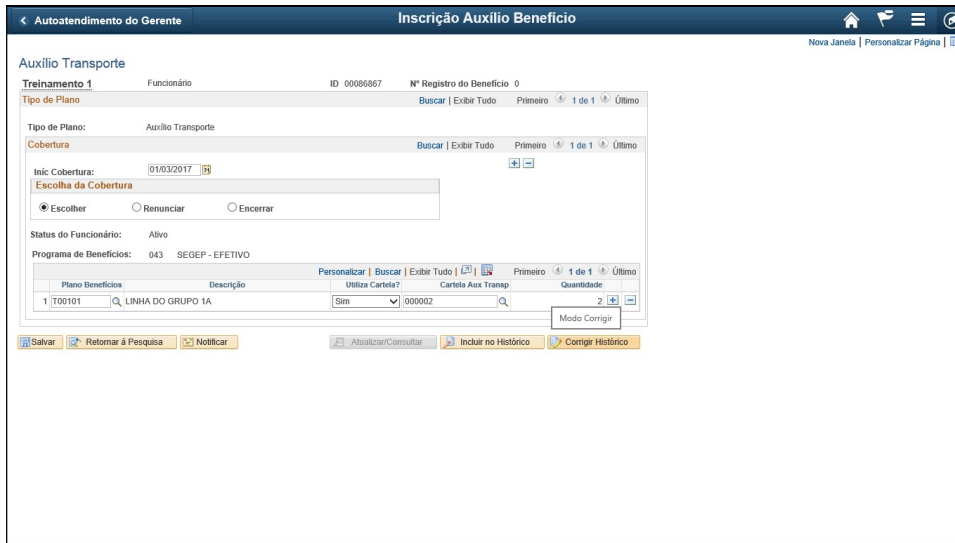 Autoatendimento do Gerente
Inscrição Auxílio Benefício
Nova Janela | Personalizar Página |
Auxílio Transporte
Treinamento 1 Funcionário ID 00086867 Nº Registro do Benefício 0
Tipo de Plano Buscar | Exibir Tudo Primeiro 1 de 1 Último
Tipo de Plano: Auxílio Transporte
Cobertura Buscar | Exibir Tudo Primeiro 1 de 1 Último
Iníc Cobertura: 01/03/2017
Escolha da Cobertura
Escolher Renunciar Encerrar
Status do Funcionário: Ativo
Programa de Benefícios: 043 SEGEP - EFETIVO
Personalizar | Buscar | Exibir Tudo | | Primeiro 1 de 1 Último
Plano Benefícios Descrição Utiliza Cartela? Cartela Aux Transp Quantidade
1 T00101 LINHA DO GRUPO 1A Sim 000002 2
Modo Corrigir
Salvar Retornar à Pesquisa Notificar Atualizar/Consultar Incluir no Histórico Corrigir Histórico